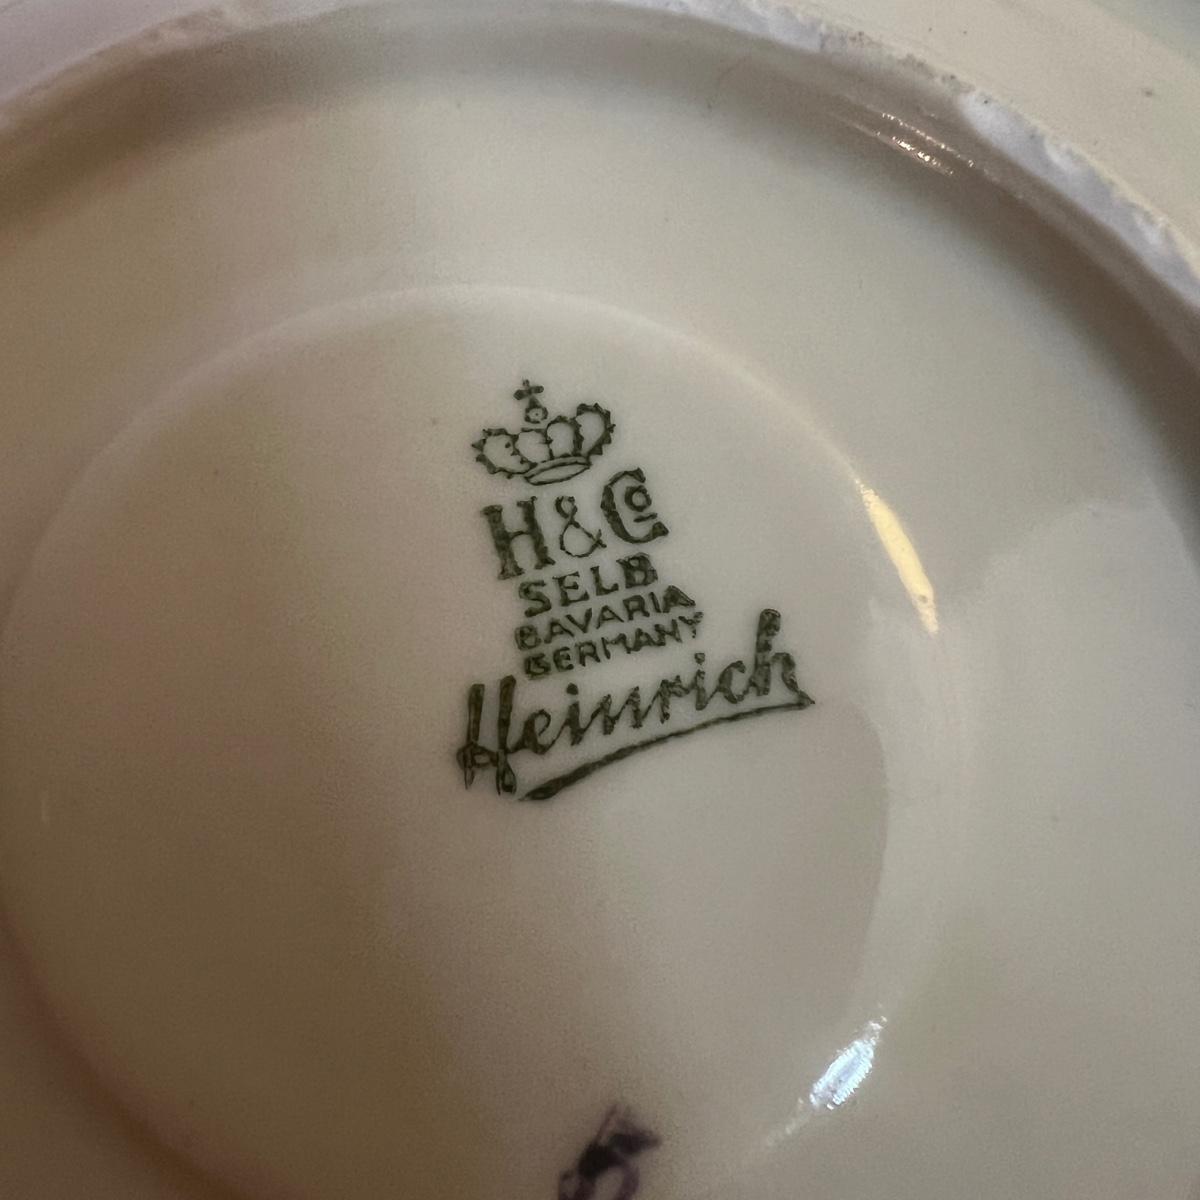 H & Co
SELB
BAVARIA
GERMANY
Heinrich